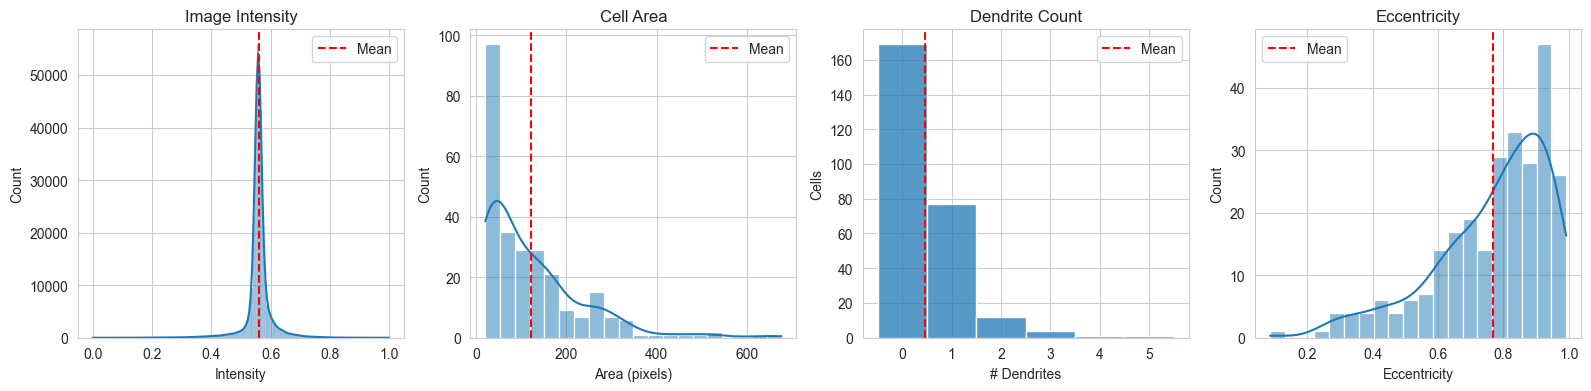 Image Intensity
Mean
50000
40000
30000
20000
10000
0
Count
0.0 0.2 0.4 0.6 0.8 1.0
Intensity
Cell Area
Mean
100
80
60
40
20
0
Count
0 200 400 600
Area (pixels)
Dendrite Count
Mean
160
140
120
100
80
60
40
20
0
Cells
0 1 2 3 4 5
# Dendrites
Eccentricity
Mean
40
30
20
10
0
Count
0.2 0.4 0.6 0.8 1.0
Eccentricity